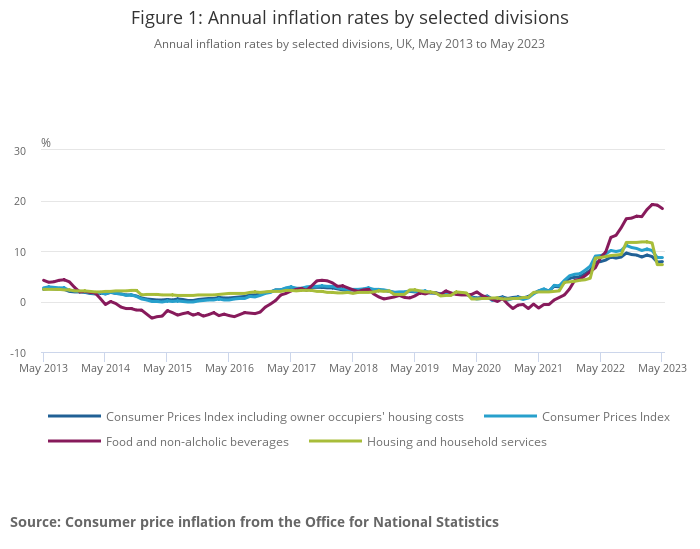 Figure 1: Annual inflation rates by selected divisions
Annual inflation rates by selected divisions, UK, May 2013 to May 2023
%
30
20
10
0
-10
May 2013 May 2014 May 2015 May 2016 May 2017 May 2018 May 2019 May 2020 May 2021 May 2022 May 2023
Consumer Prices Index including owner occupiers' housing costs Consumer Prices Index
Food and non-alcholic beverages Housing and household services
Source: Consumer price inflation from the Office for National Statistics